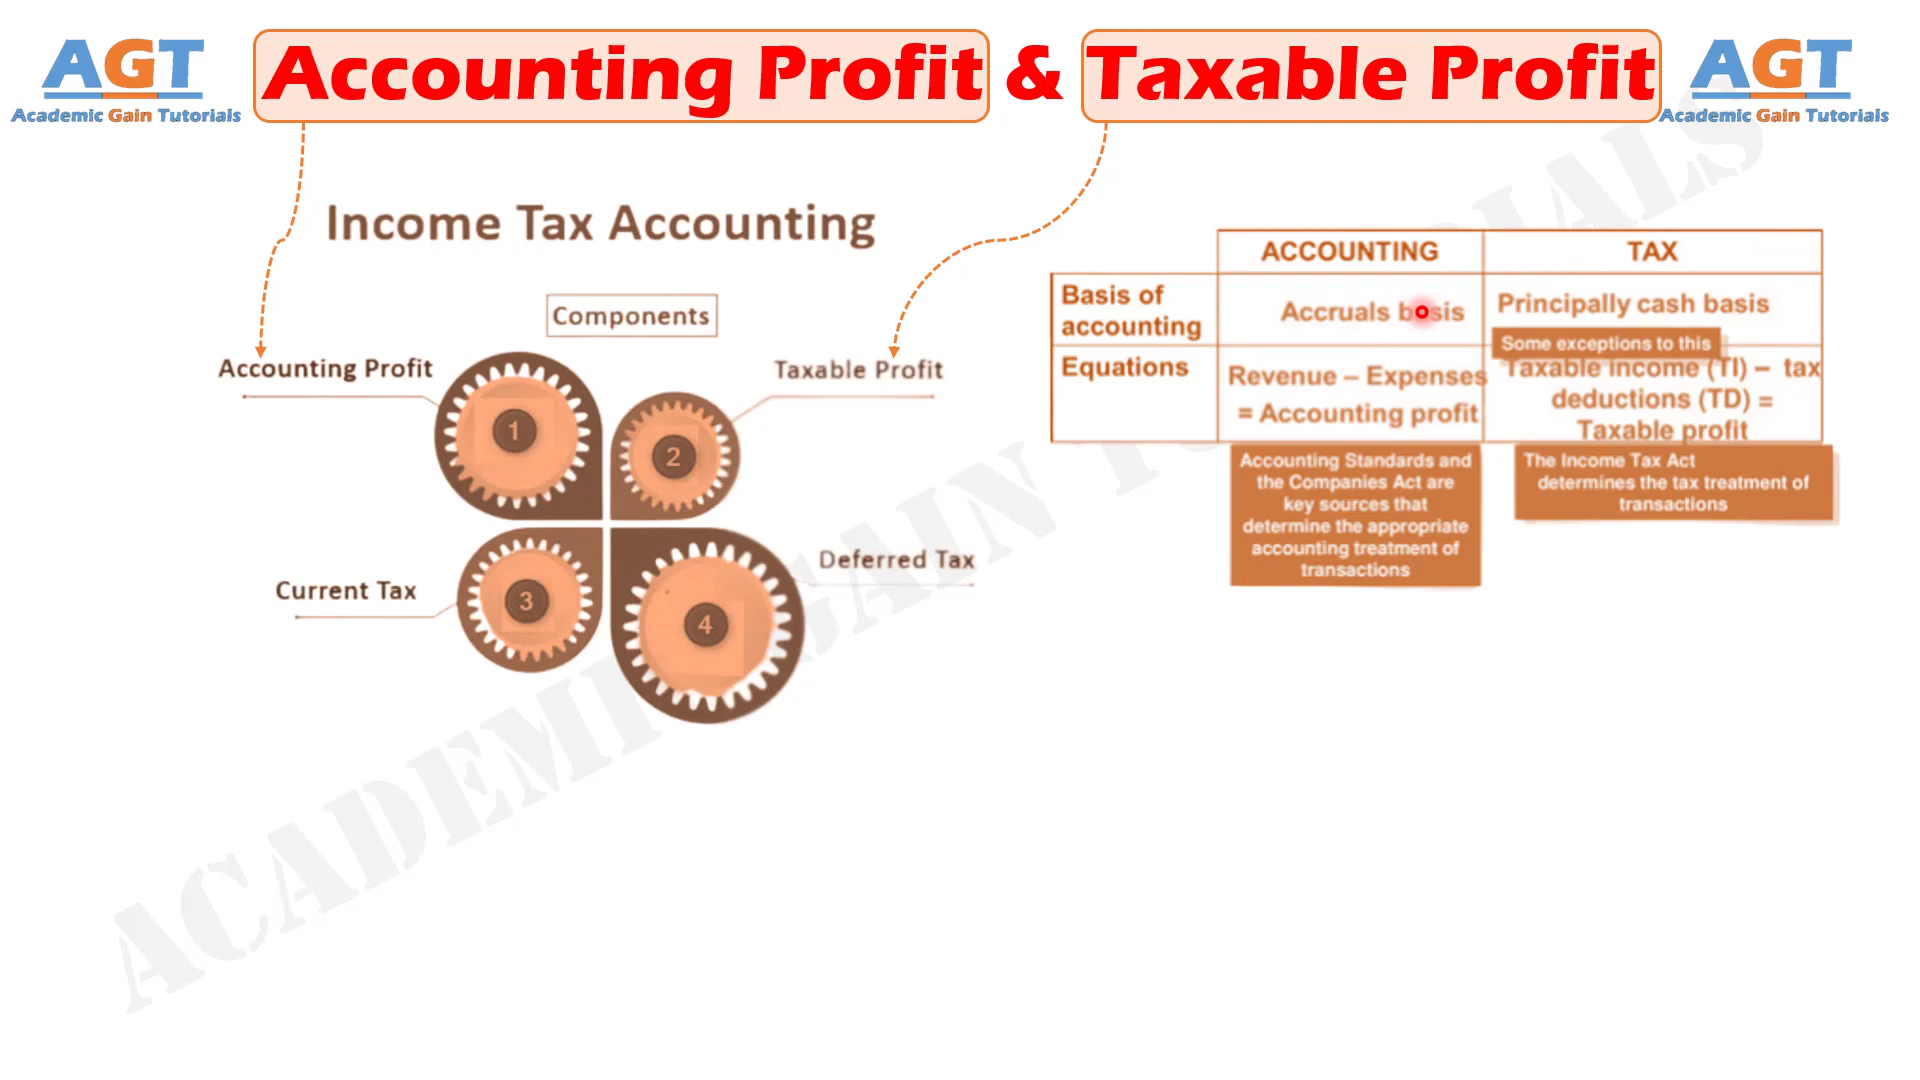 AGT
Academic Gain Tutorials
Accounting Profit & Taxable Profit
AGT
Academic Gain Tutorials
Income Tax Accounting
Components
Accounting Profit
Taxable Profit
1
2
Current Tax
3
Deferred Tax
4
ACCOUNTING
TAX
Basis of
accounting
Accruals basis
Principally cash basis
Some exceptions to this
Equations
Revenue – Expenses
= Accounting profit
Taxable income (TI) – tax
deductions (TD) =
Taxable profit
Accounting Standards and
the Companies Act are
key sources that
determine the appropriate
accounting treatment of
transactions
The Income Tax Act
determines the tax treatment of
transactions
ACADEMIC GAIN TUTORIALS